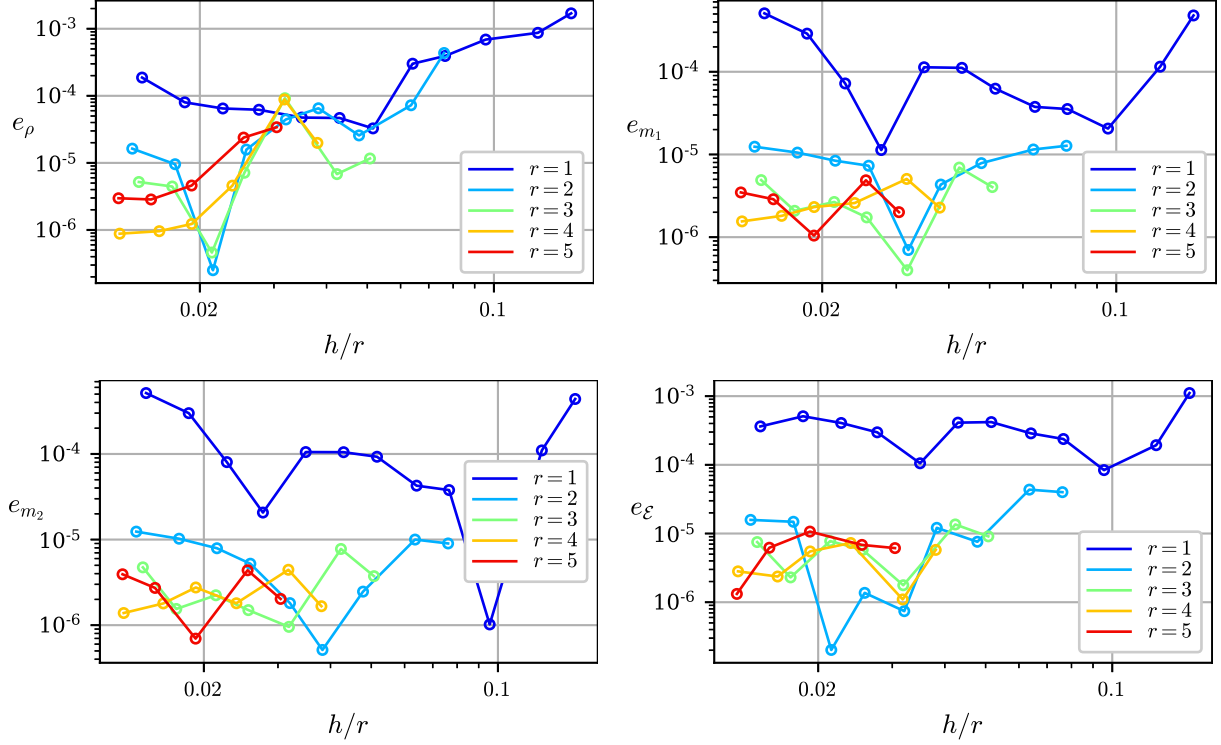 10⁻³
10⁻⁴
10⁻⁵
10⁻⁶
e_ρ
r = 1
r = 2
r = 3
r = 4
r = 5
0.02
0.1
h/r
10⁻⁴
10⁻⁵
10⁻⁶
e_{m₁}
r = 1
r = 2
r = 3
r = 4
r = 5
0.02
0.1
h/r
10⁻⁴
10⁻⁵
10⁻⁶
e_{m₂}
r = 1
r = 2
r = 3
r = 4
r = 5
0.02
0.1
h/r
10⁻³
10⁻⁴
10⁻⁵
10⁻⁶
e_ℰ
r = 1
r = 2
r = 3
r = 4
r = 5
0.02
0.1
h/r